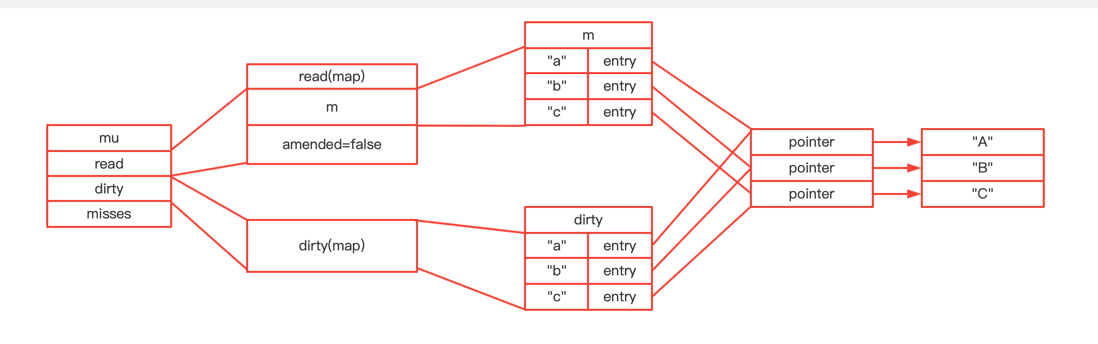 mu
read
dirty
misses
read(map)
m
amended=false
dirty(map)
m
"a" entry
"b" entry
"c" entry
dirty
"a" entry
"b" entry
"c" entry
pointer "A"
pointer "B"
pointer "C"